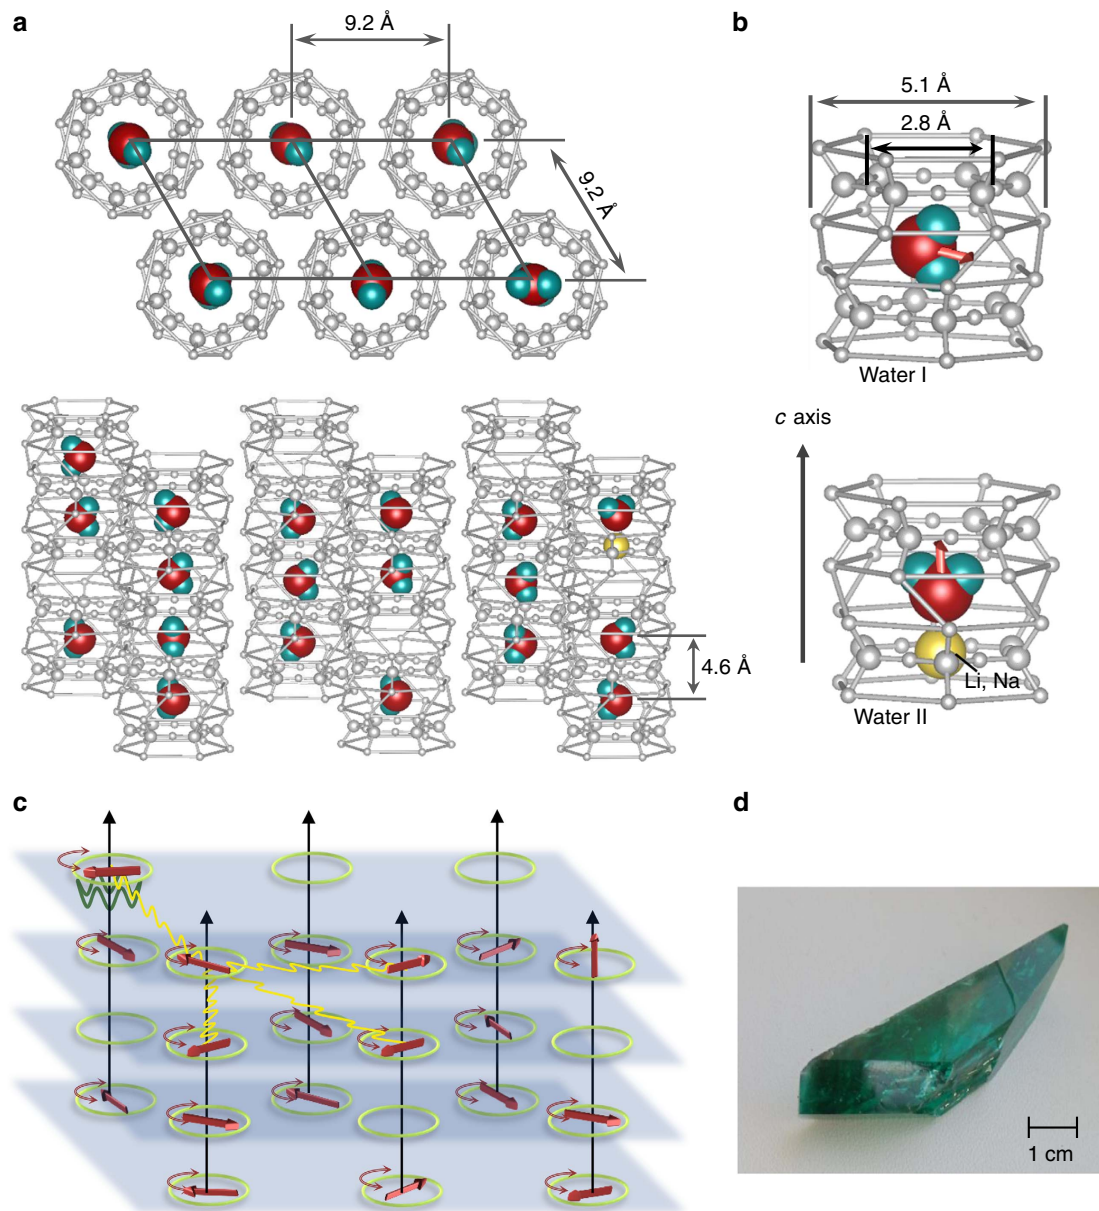 a
9.2 Å
9.2 Å
4.6 Å
b
5.1 Å
2.8 Å
Water I
c axis
Li, Na
Water II
c
d
1 cm